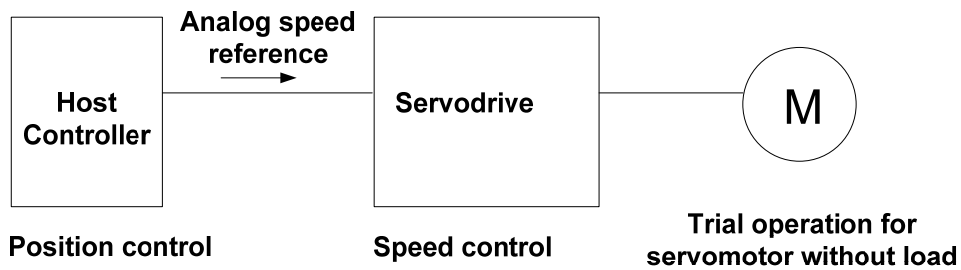 Analog speed
reference
Host
Controller
Servodrive
M
Position control
Speed control
Trial operation for
servomotor without load